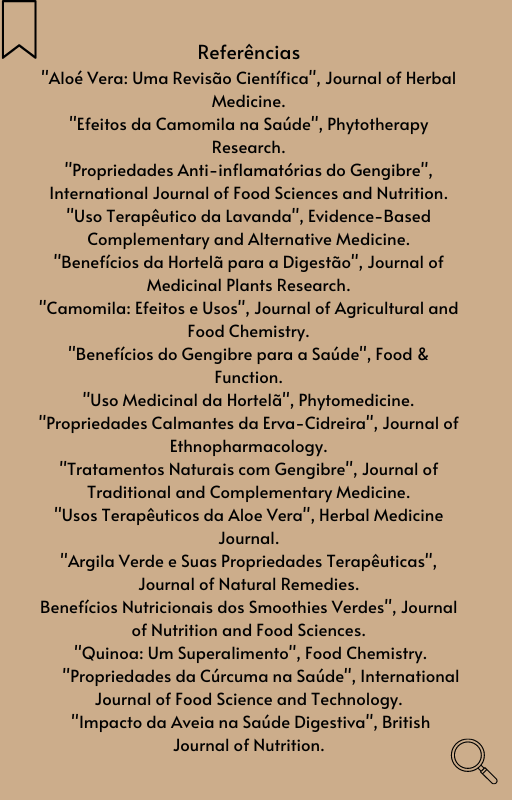 Referências
"Aloé Vera: Uma Revisão Científica", Journal of Herbal
Medicine.
"Efeitos da Camomila na Saúde", Phytotherapy
Research.
"Propriedades Anti-inflamatórias do Gengibre",
International Journal of Food Sciences and Nutrition.
"Uso Terapêutico da Lavanda", Evidence-Based
Complementary and Alternative Medicine.
"Benefícios da Hortelã para a Digestão", Journal of
Medicinal Plants Research.
"Camomila: Efeitos e Usos", Journal of Agricultural and
Food Chemistry.
"Benefícios do Gengibre para a Saúde", Food &
Function.
"Uso Medicinal da Hortelã", Phytomedicine.
"Propriedades Calmantes da Erva-Cidreira", Journal of
Ethnopharmacology.
"Tratamentos Naturais com Gengibre", Journal of
Traditional and Complementary Medicine.
"Usos Terapêuticos da Aloe Vera", Herbal Medicine
Journal.
"Argila Verde e Suas Propriedades Terapêuticas",
Journal of Natural Remedies.
Benefícios Nutricionais dos Smoothies Verdes", Journal
of Nutrition and Food Sciences.
"Quinoa: Um Superalimento", Food Chemistry.
"Propriedades da Cúrcuma na Saúde", International
Journal of Food Science and Technology.
"Impacto da Aveia na Saúde Digestiva", British
Journal of Nutrition.